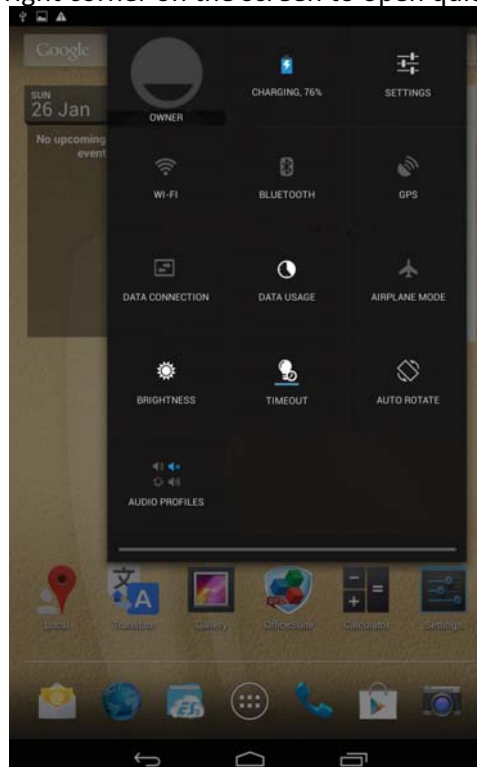 right corner on the screen to open quic
Google
SUN
26 Jan
No upcoming
event
OWNER
CHARGING, 76%
SETTINGS
WI-FI
BLUETOOTH
GPS
DATA CONNECTION
DATA USAGE
AIRPLANE MODE
BRIGHTNESS
TIMEOUT
AUTO ROTATE
AUDIO PROFILES
Local
Translate
Gallery
OfficeSuite
Calculator
Settings